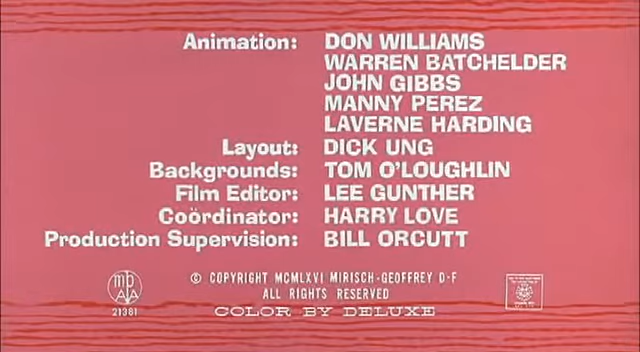 Animation: DON WILLIAMS
WARREN BATCHELDER
JOHN GIBBS
MANNY PEREZ
LAVERNE HARDING
Layout: DICK UNG
Backgrounds: TOM O'LOUGHLIN
Film Editor: LEE GUNTHER
Coördinator: HARRY LOVE
Production Supervision: BILL ORCUTT
© COPYRIGHT MCMLXVI MIRISCH-GEOFFREY D-F
ALL RIGHTS RESERVED
COLOR BY DELUXE
mp
AA
21381